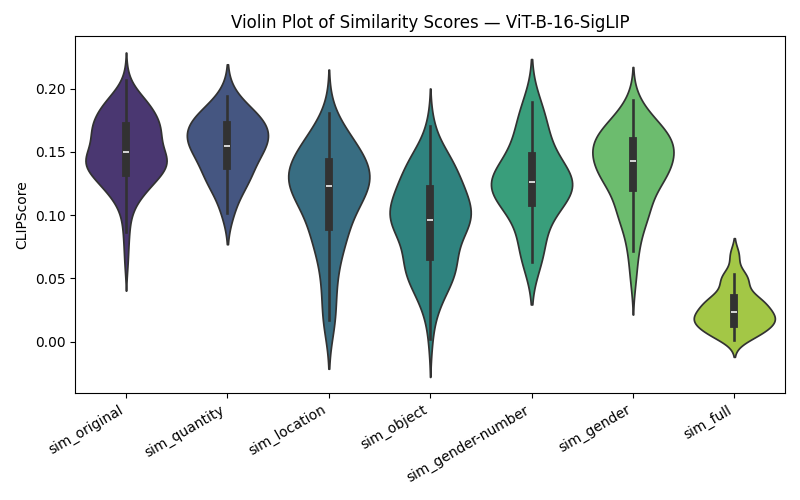 Violin Plot of Similarity Scores — ViT-B-16-SigLIP
CLIPScore
0.20
0.15
0.10
0.05
0.00
sim_original
sim_quantity
sim_location
sim_object
sim_gender-number
sim_gender
sim_full